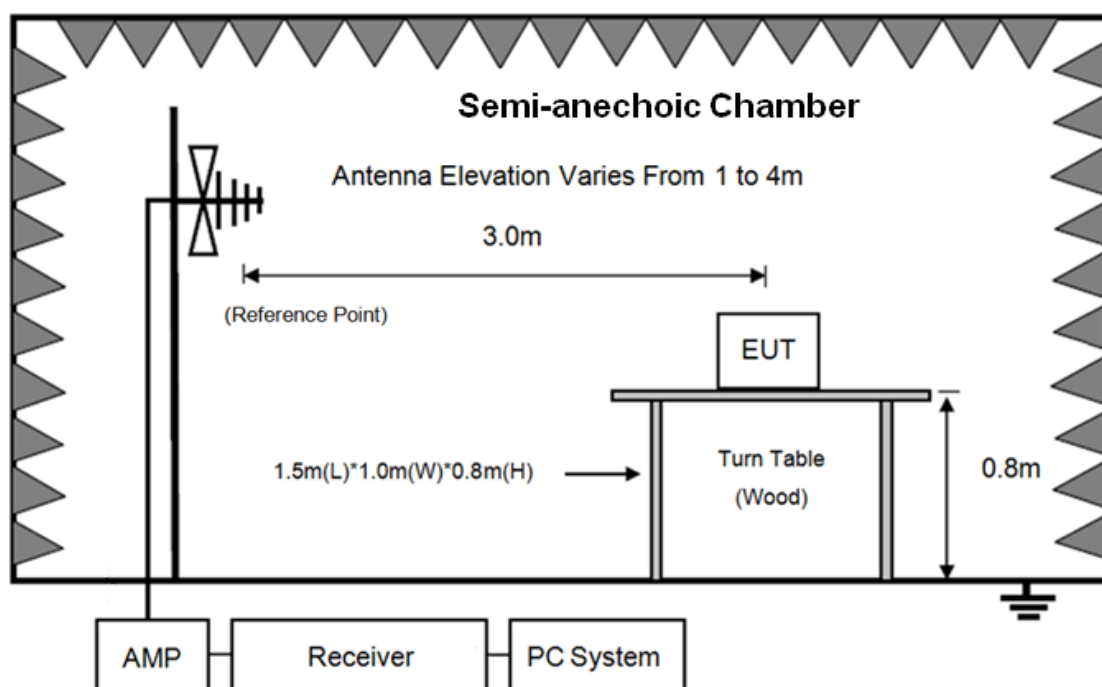 Semi-anechoic Chamber
Antenna Elevation Varies From 1 to 4m
3.0m
(Reference Point)
EUT
1.5m(L)*1.0m(W)*0.8m(H)
Turn Table
(Wood)
0.8m
AMP
Receiver
PC System